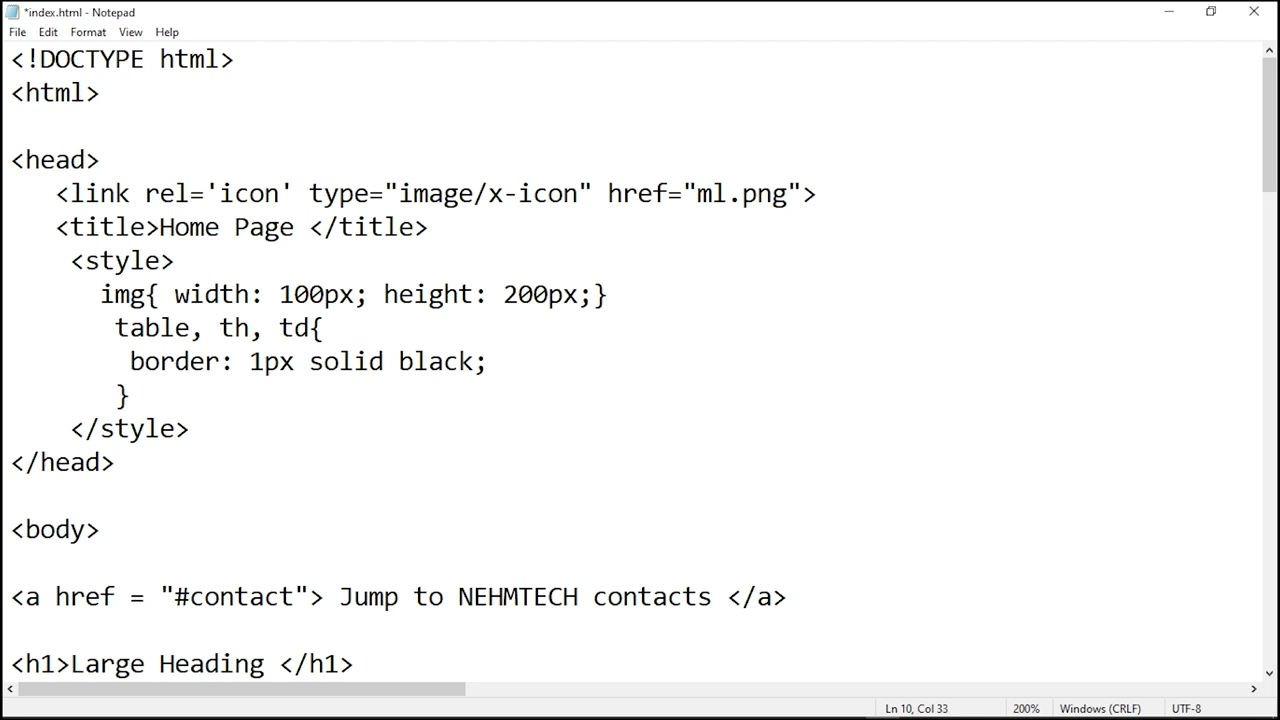 *index.html - Notepad
File Edit Format View Help
<!DOCTYPE html>
<html>
<head>
<link rel='icon' type="image/x-icon" href="ml.png">
<title>Home Page </title>
<style>
img{ width: 100px; height: 200px;}
table, th, td{
border: 1px solid black;
}
</style>
</head>
<body>
<a href = "#contact"> Jump to NEHMTECH contacts </a>
<h1>Large Heading </h1>
Ln 10, Col 33 200% Windows (CRLF) UTF-8